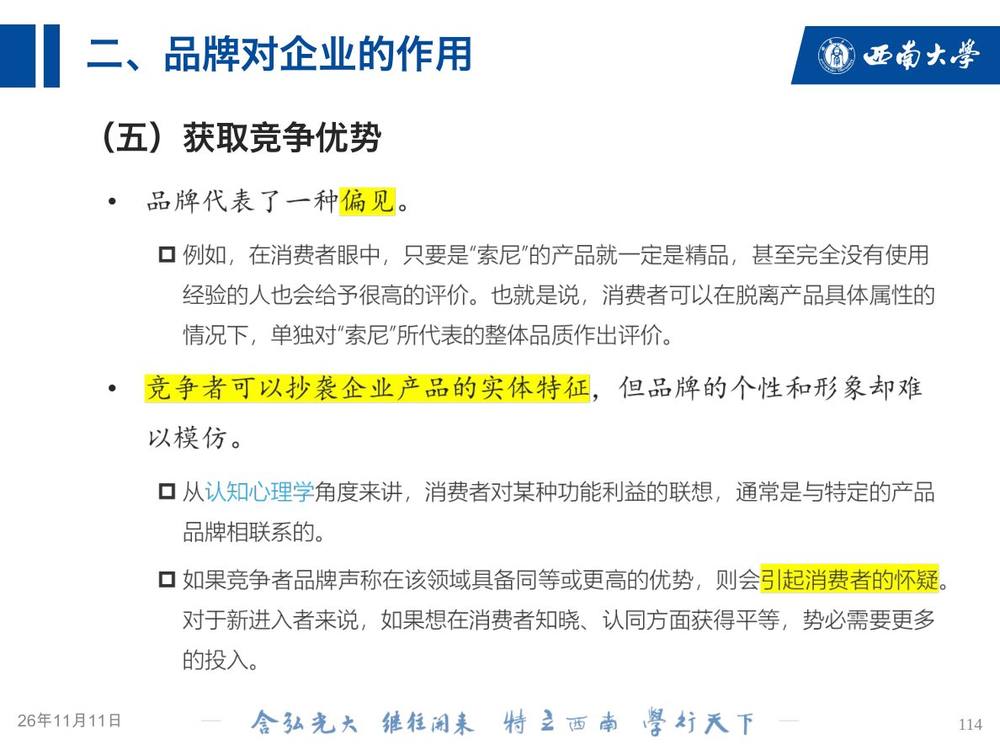 二、品牌对企业的作用
西南大学
（五）获取竞争优势
• 品牌代表了一种偏见。
例如，在消费者眼中，只要是“索尼”的产品就一定是精品，甚至完全没有使用
经验的人也会给予很高的评价。也就是说，消费者可以在脱离产品具体属性的
情况下，单独对“索尼”所代表的整体品质作出评价。
• 竞争者可以抄袭企业产品的实体特征，但品牌的个性和形象却难
以模仿。
从认知心理学角度来讲，消费者对某种功能利益的联想，通常是与特定的产品
品牌相联系的。
如果竞争者品牌声称在该领域具备同等或更高的优势，则会引起消费者的怀疑。
对于新进入者来说，如果想在消费者知晓、认同方面获得平等，势必需要更多
的投入。
26年11月11日
含弘光大 继往开来 特立西南 學行天下
114